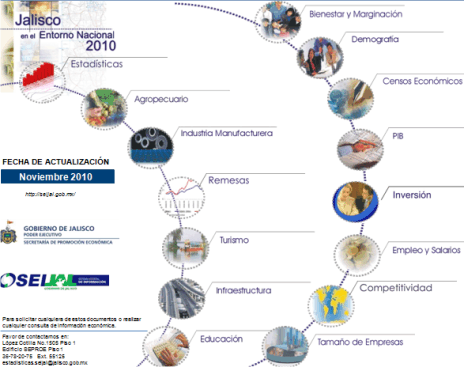 Jalisco
en el Entorno Nacional
2010
Estadísticas
Agropecuario
Industria Manufacturera
Remesas
Turismo
Infraestructura
Educación
Bienestar y Marginación
Demografía
Censos Económicos
PIB
Inversión
Empleo y Salarios
Competitividad
Tamaño de Empresas
FECHA DE ACTUALIZACIÓN
Noviembre 2010
http://seijal.gob.mx/
GOBIERNO DE JALISCO
PODER EJECUTIVO
SECRETARÍA DE PROMOCIÓN ECONÓMICA
SEIJAL
Para solicitar cualquiera de estos documentos o realizar
cualquier consulta de información económica.
Favor de contactarnos en:
López Cotilla No.1505 Piso 1
Edificio SEPROE Piso 1
36-78-20-75 Ext. 55125
estadisticas.seijal@jalisco.gob.mx